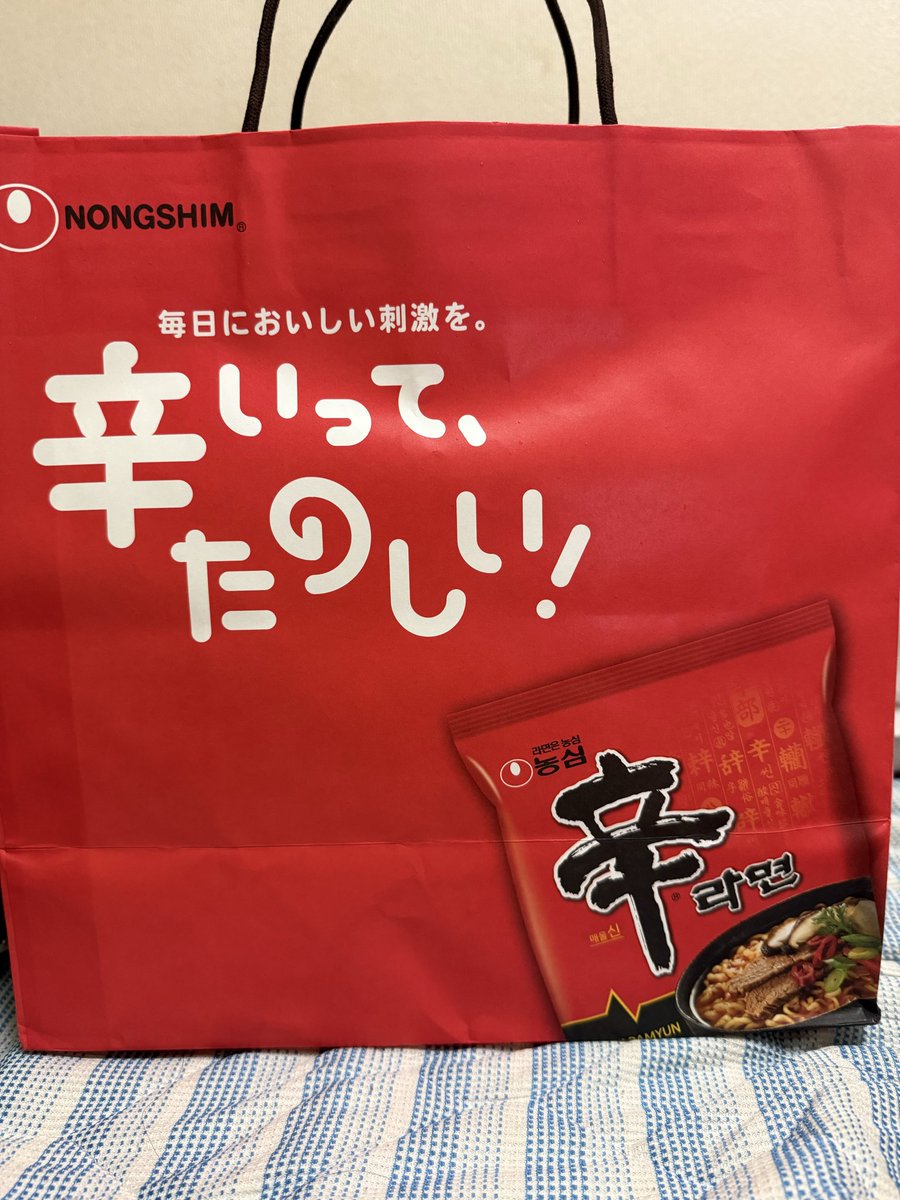 NONGSHIM®
毎日においしい刺激を。
辛いって、
たのしい!
라면은 농심
농심
辛®라면
매울신